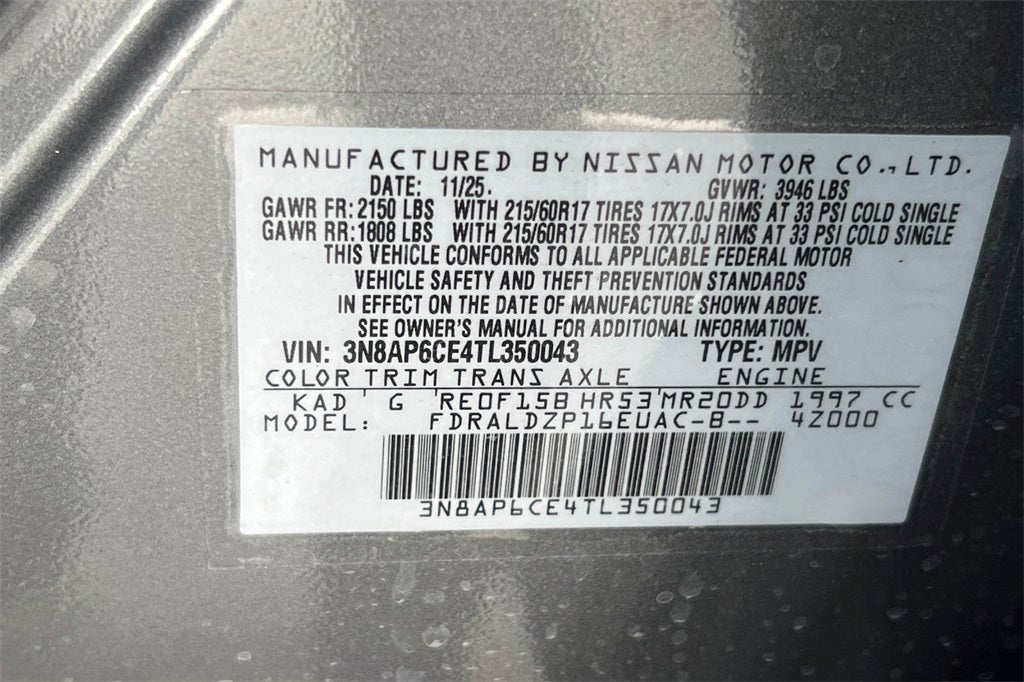 MANUFACTURED BY NISSAN MOTOR CO., LTD.
DATE: 11/25. GVWR: 3946 LBS
GAWR FR: 2150 LBS WITH 215/60R17 TIRES 17X7.0J RIMS AT 33 PSI COLD SINGLE
GAWR RR: 1808 LBS WITH 215/60R17 TIRES 17X7.0J RIMS AT 33 PSI COLD SINGLE
THIS VEHICLE CONFORMS TO ALL APPLICABLE FEDERAL MOTOR
VEHICLE SAFETY AND THEFT PREVENTION STANDARDS
IN EFFECT ON THE DATE OF MANUFACTURE SHOWN ABOVE.
SEE OWNER'S MANUAL FOR ADDITIONAL INFORMATION.
VIN: 3N8AP6CE4TL350043 TYPE: MPV
COLOR TRIM TRANS AXLE ENGINE
KAD ' G 'RE0F15B HR53'MR20DD 1997 CC
MODEL: FDRALDZP16EUAC-B-- 4Z000
3N8AP6CE4TL350043